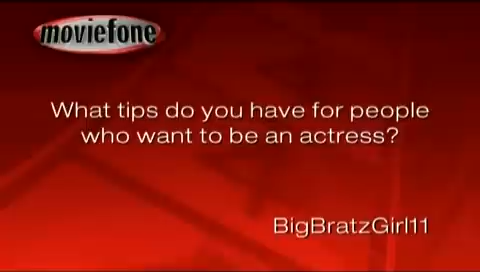 moviefone
What tips do you have for people
who want to be an actress?
BigBratzGirl11